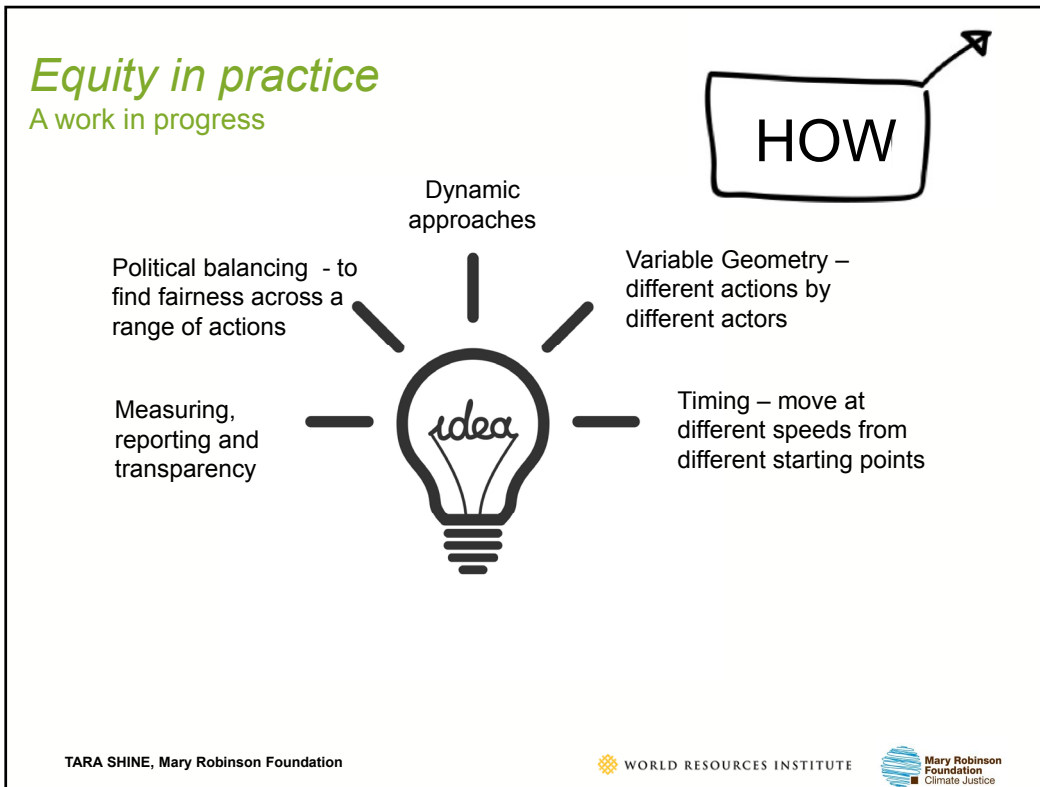 Equity in practice
A work in progress
HOW
Dynamic
approaches
Political balancing - to
find fairness across a
range of actions
Variable Geometry –
different actions by
different actors
Measuring,
reporting and
transparency
idea
Timing – move at
different speeds from
different starting points
TARA SHINE, Mary Robinson Foundation
WORLD RESOURCES INSTITUTE
Mary Robinson
Foundation
Climate Justice